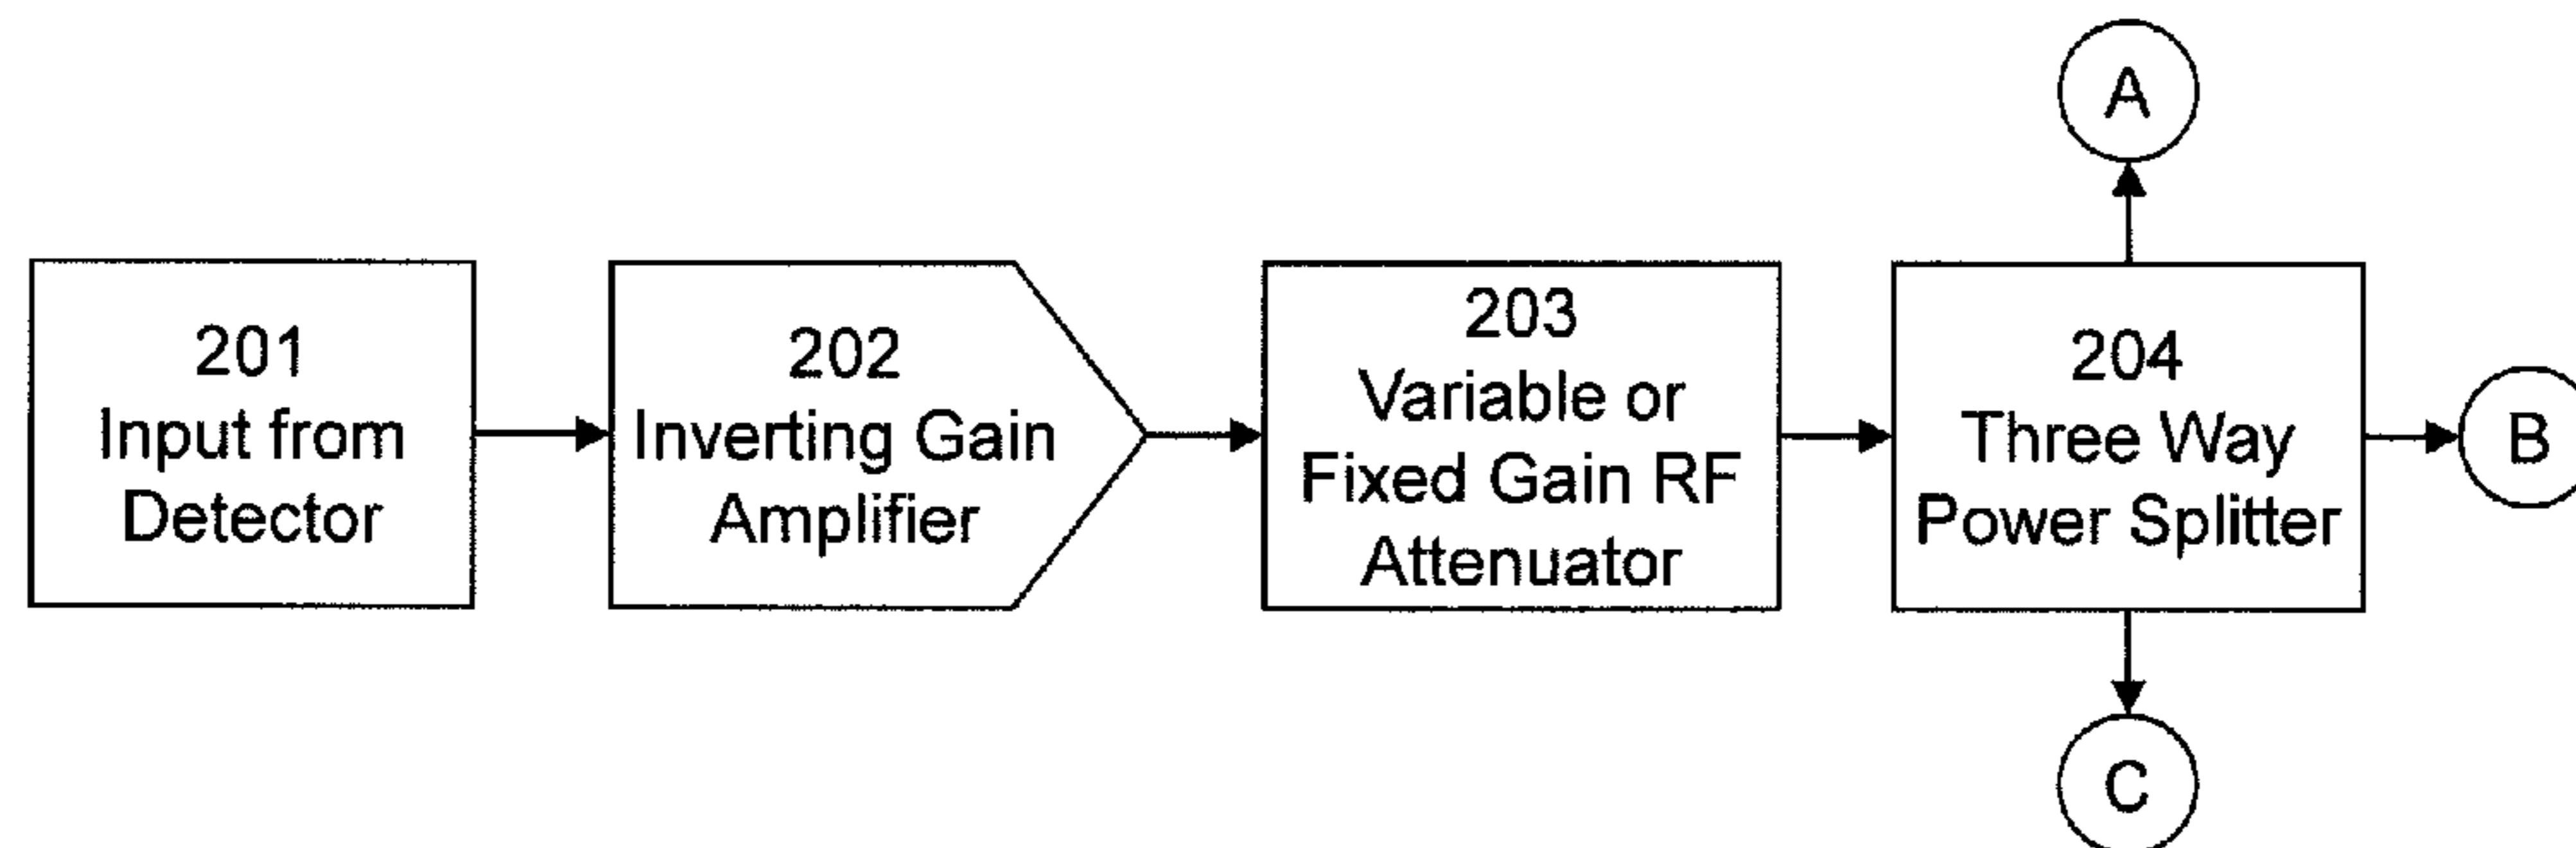 201
Input from
Detector
202
Inverting Gain
Amplifier
203
Variable or
Fixed Gain RF
Attenuator
204
Three Way
Power Splitter
A
B
C